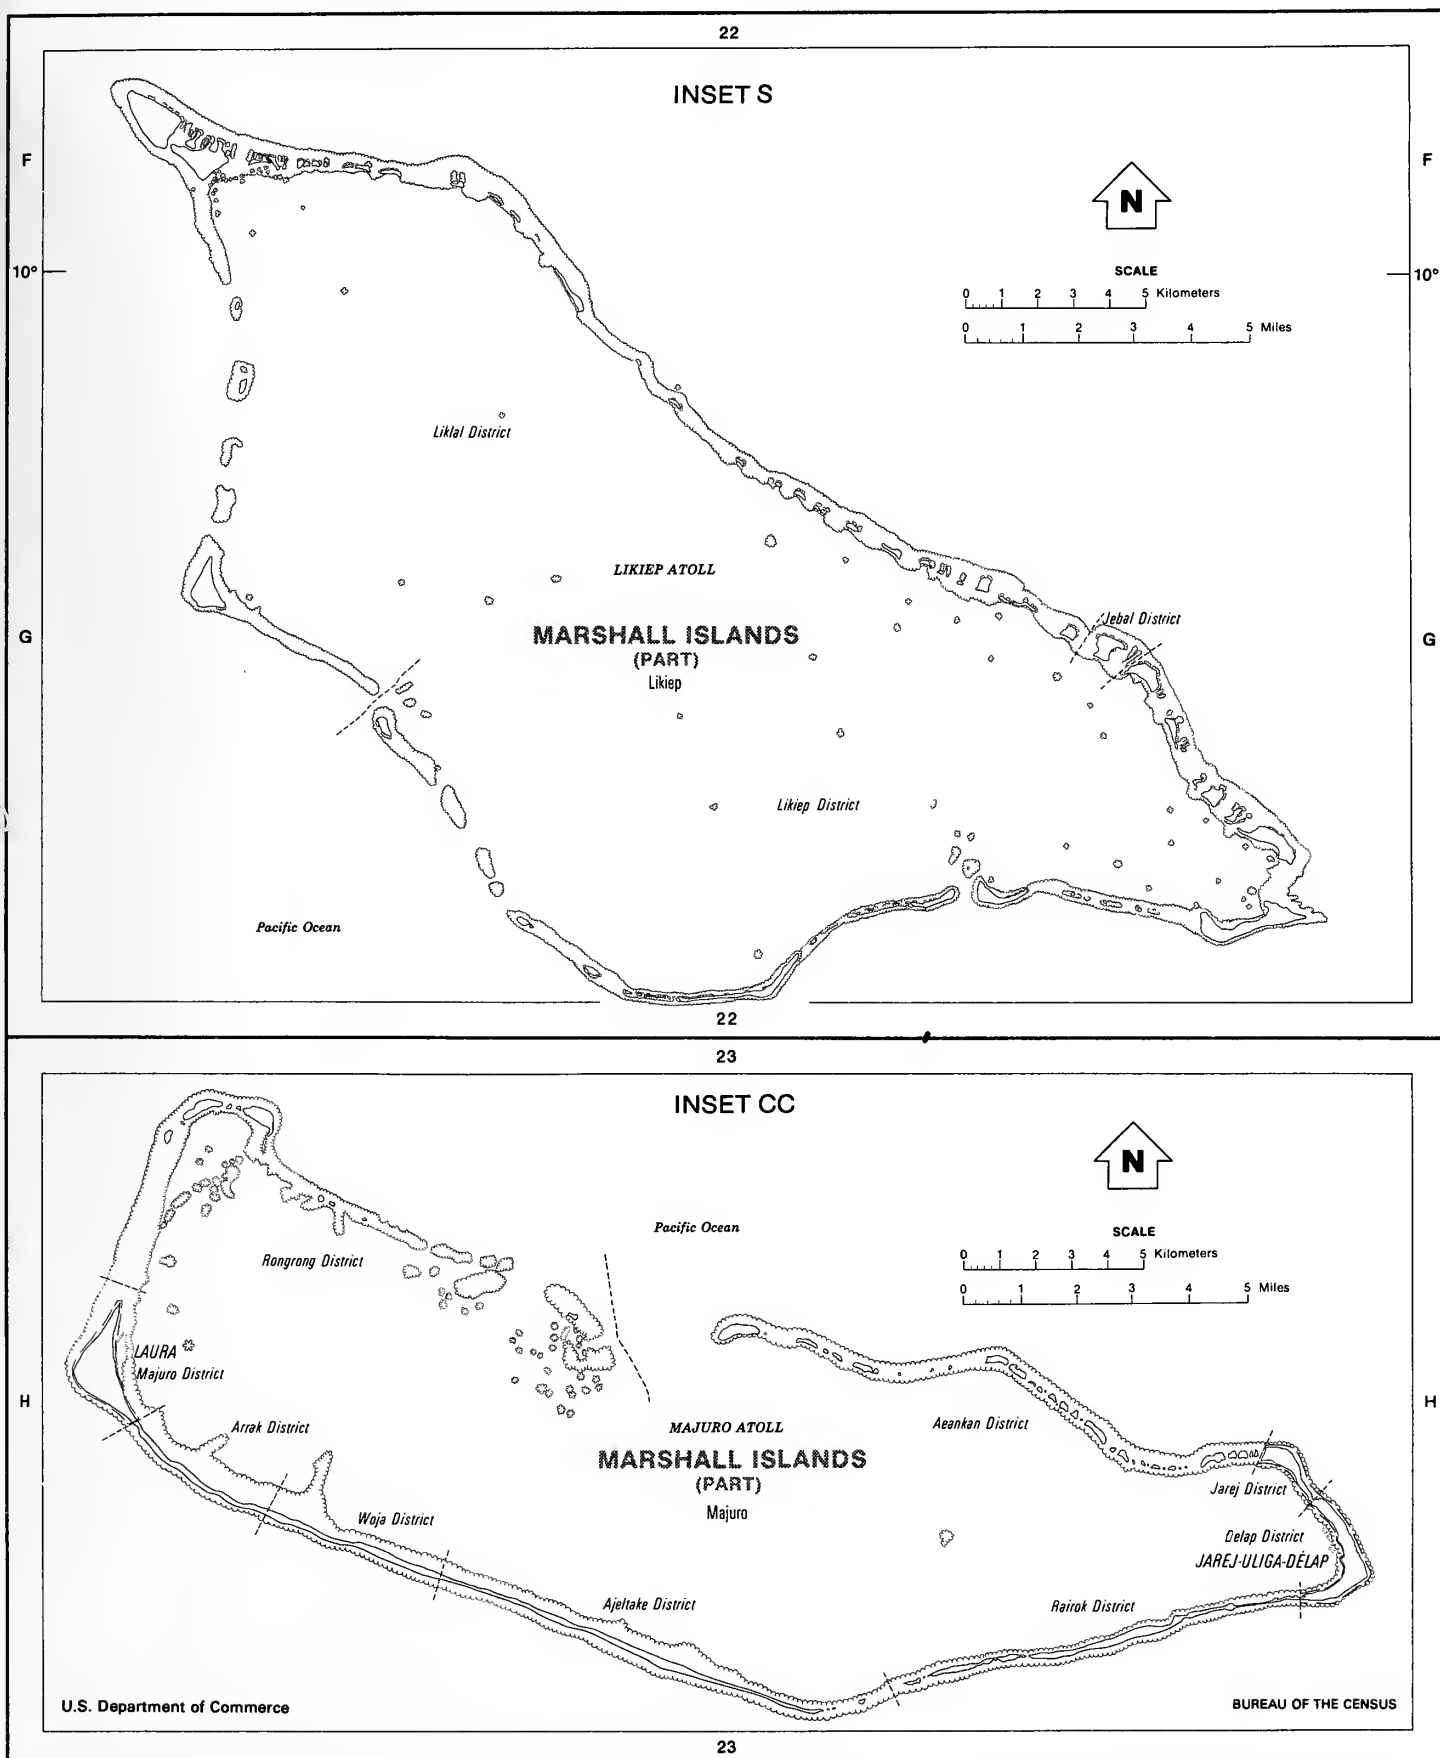 22
INSET S
F
F
N
10°
10°
SCALE
0 1 2 3 4 5 Kilometers
0 1 2 3 4 5 Miles
Liklal District
LIKIEP ATOLL
Jebal District
G
G
MARSHALL ISLANDS
(PART)
Likiep
Likiep District
Pacific Ocean
22
23
INSET CC
N
Pacific Ocean
SCALE
0 1 2 3 4 5 Kilometers
0 1 2 3 4 5 Miles
Rongrong District
LAURA
Majuro District
H
H
Arrak District
MAJURO ATOLL
Aeankan District
MARSHALL ISLANDS
(PART)
Majuro
Jarej District
Woja District
Delap District
JAREJ-ULIGA-DELAP
Ajeltake District
Rairok District
U.S. Department of Commerce
BUREAU OF THE CENSUS
23